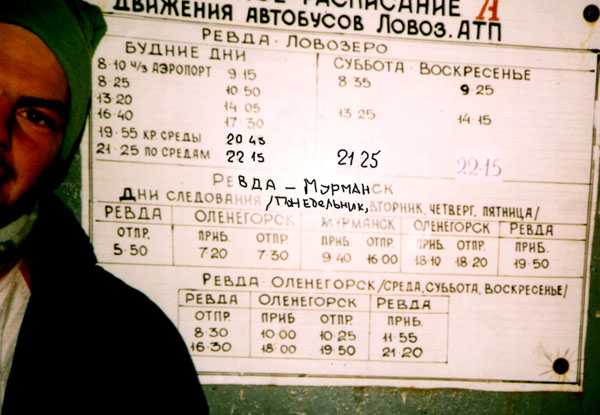 РАСПИСАНИЕ А
ДВИЖЕНИЯ АВТОБУСОВ ЛОВОЗ. АТП
РЕВДА - ЛОВОЗЕРО
БУДНИЕ ДНИ СУББОТА - ВОСКРЕСЕНЬЕ
8-10 Ч/З АЭРОПОРТ 9 15 8 35 9 25
8-25 10 50
13-20 14 05 13 25 14 15
16-40 17 30
19-55 КР СРЕДЫ 20 45
21-25 ПО СРЕДАМ 22 15 21 25 22-15
РЕВДА - МУРМАНСК
ДНИ СЛЕДОВАНИЯ /ПОНЕДЕЛЬНИК, ВТОРНИК, ЧЕТВЕРГ, ПЯТНИЦА/
РЕВДА ОЛЕНЕГОРСК МУРМАНСК ОЛЕНЕГОРСК РЕВДА
ОТПР. ПРИБ. ОТПР. ПРИБ. ОТПР. ПРИБ. ОТПР. ПРИБ.
5-50 7-20 7-30 9-40 16-00 18-10 18-20 19-50
РЕВДА - ОЛЕНЕГОРСК /СРЕДА, СУББОТА, ВОСКРЕСЕНЬЕ/
РЕВДА ОЛЕНЕГОРСК РЕВДА
ОТПР. ПРИБ ОТПР. ПРИБ.
8-30 10-00 10-25 11-55
16-30 18-00 19-50 21-20